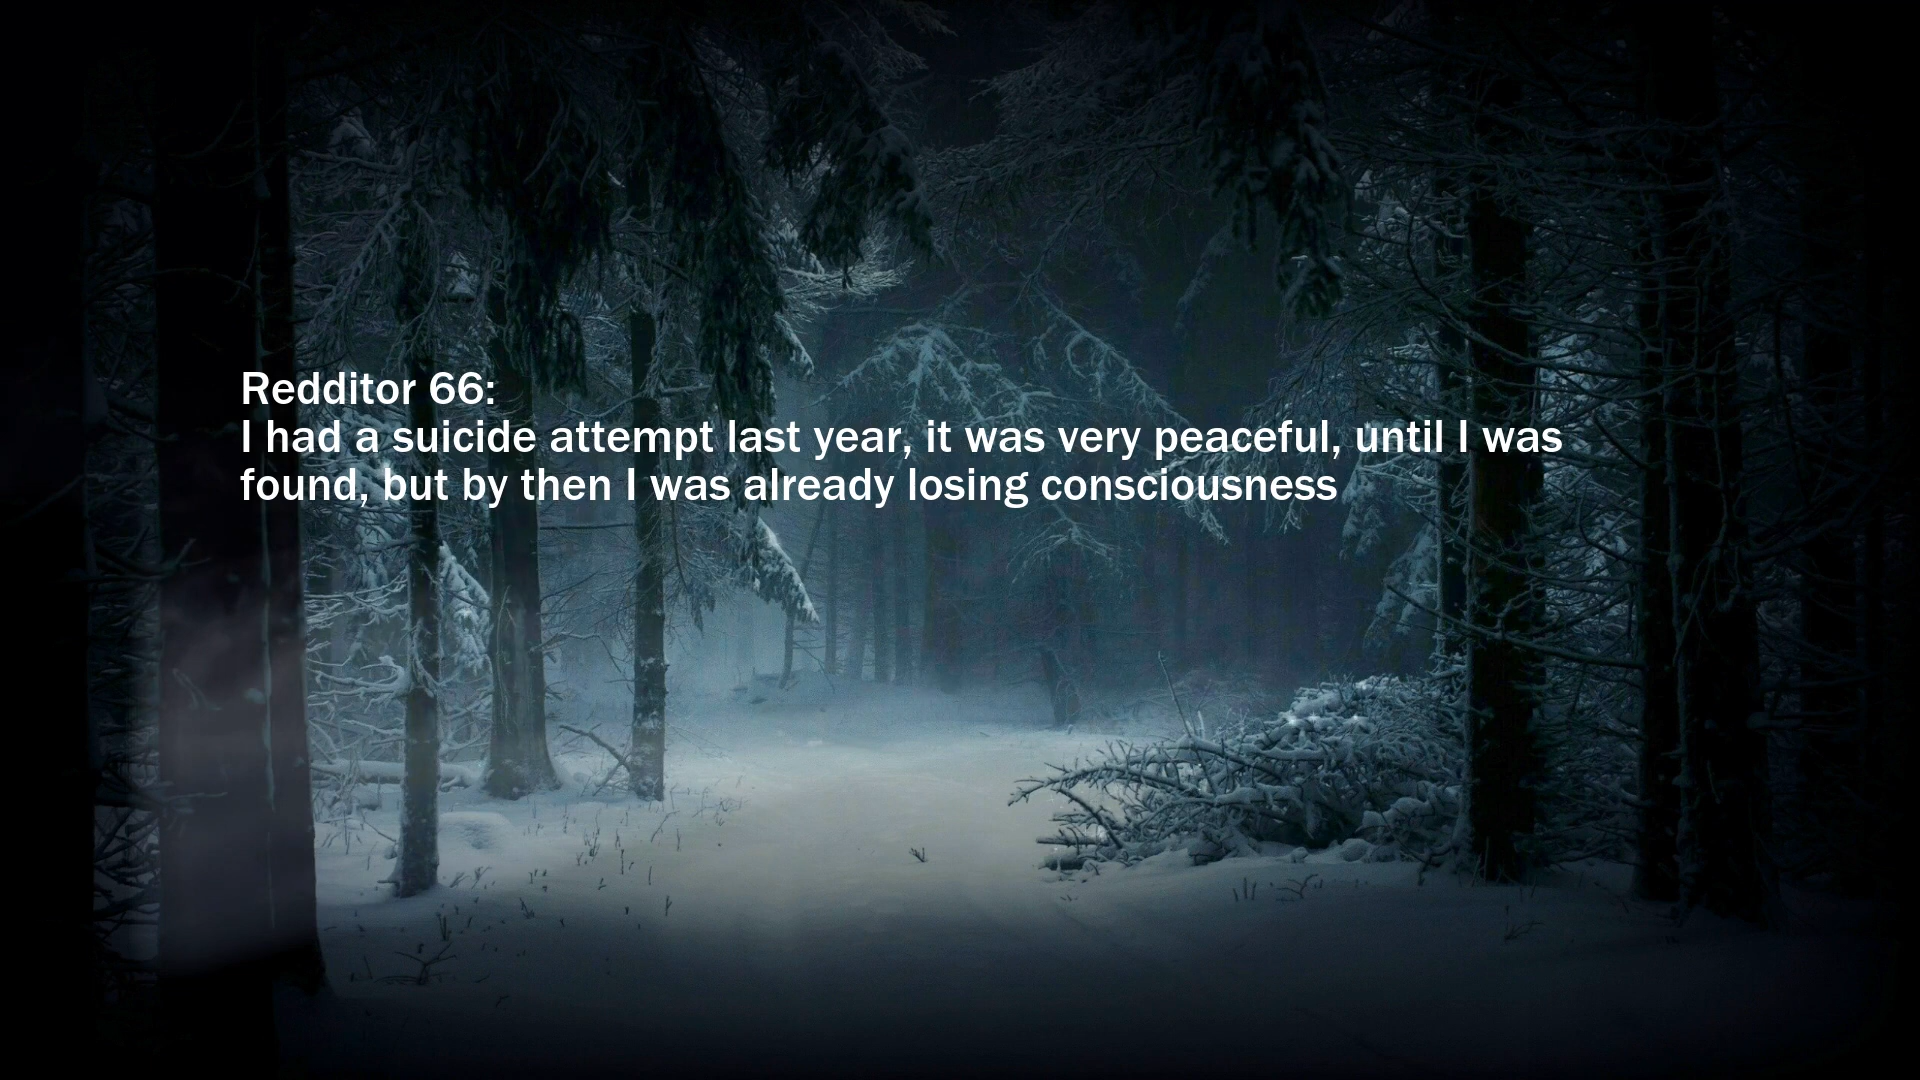 Redditor 66:
I had a suicide attempt last year, it was very peaceful, until I was
found, but by then I was already losing consciousness